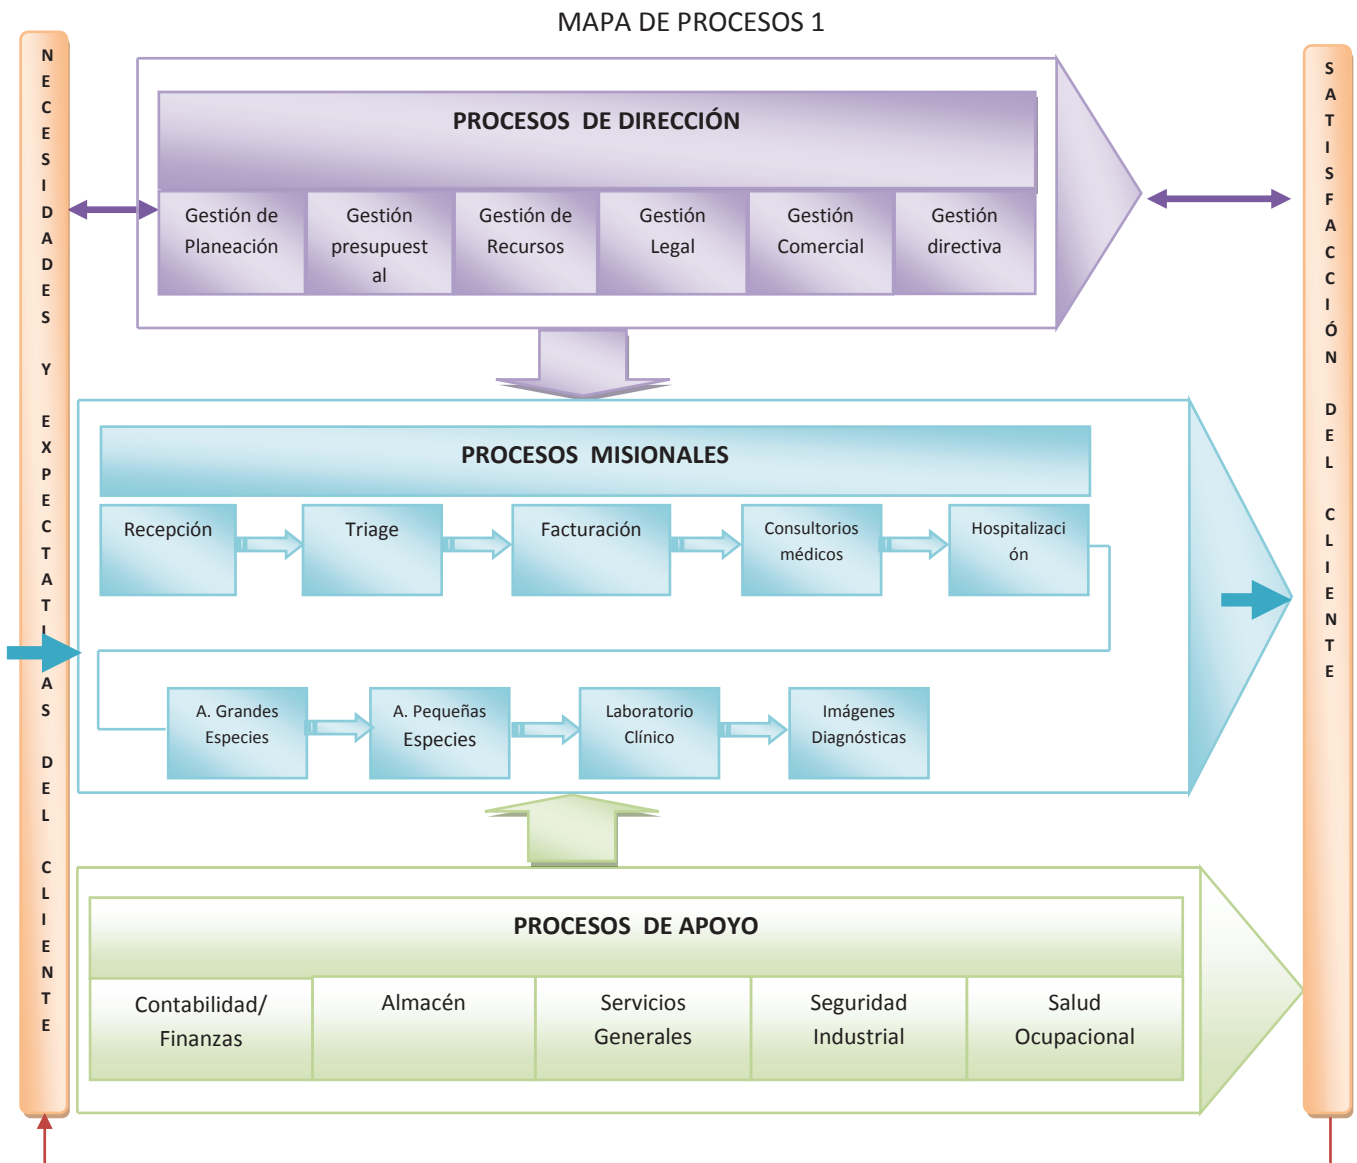 MAPA DE PROCESOS 1
NECESIDADES Y EXPECTATIVAS DEL CLIENTE
PROCESOS DE DIRECCIÓN
Gestión de
Planeación
Gestión
presupuest
al
Gestión de
Recursos
Gestión
Legal
Gestión
Comercial
Gestión
directiva
PROCESOS MISIONALES
Recepción
Triage
Facturación
Consultorios
médicos
Hospitalizaci
ón
A. Grandes
Especies
A. Pequeñas
Especies
Laboratorio
Clínico
Imágenes
Diagnósticas
PROCESOS DE APOYO
Contabilidad/
Finanzas
Almacén
Servicios
Generales
Seguridad
Industrial
Salud
Ocupacional
SATISFACCIÓN DEL CLIENTE